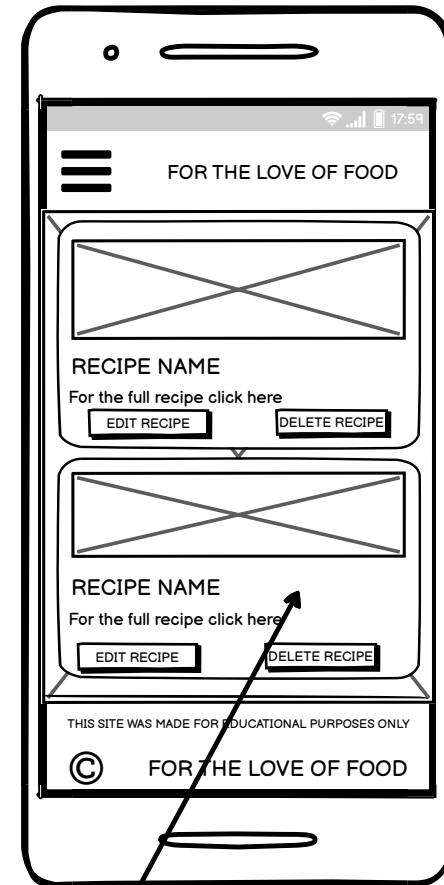 17:59
FOR THE LOVE OF FOOD
RECIPE NAME
For the full recipe click here
EDIT RECIPE
DELETE RECIPE
RECIPE NAME
For the full recipe click here
EDIT RECIPE
DELETE RECIPE
THIS SITE WAS MADE FOR EDUCATIONAL PURPOSES ONLY
© FOR THE LOVE OF FOOD